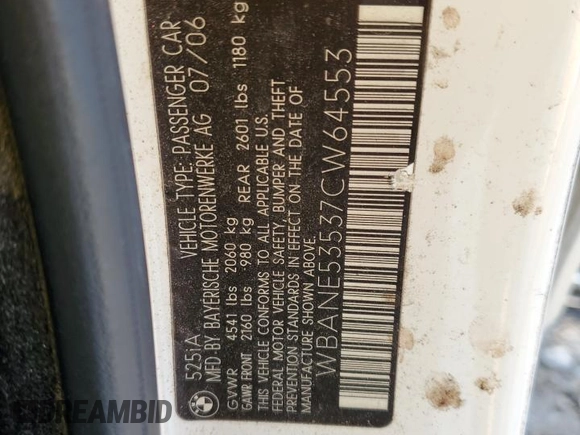 525iA
VEHICLE TYPE: PASSENGER CAR
MFD BY BAYERISCHE MOTORENWERKE AG 07/06
GVWR 4541 lbs 2060 kg
GAWR FRONT 2160 lbs 980 kg REAR 2601 lbs 1180 kg
THIS VEHICLE CONFORMS TO ALL APPLICABLE U.S.
FEDERAL MOTOR VEHICLE SAFETY, BUMPER AND THEFT
PREVENTION STANDARDS IN EFFECT ON THE DATE OF
MANUFACTURE SHOWN ABOVE.
WBANE53537CW64553
DREAMBID